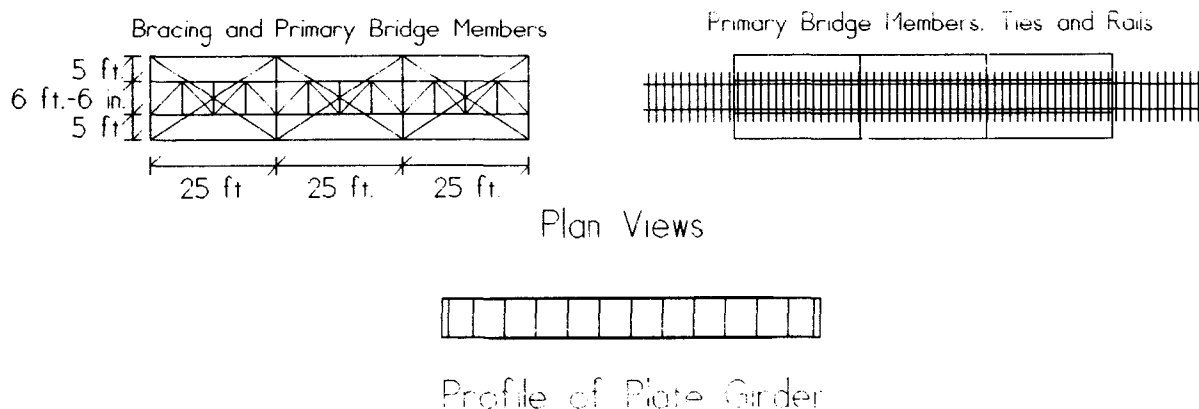 Bracing and Primary Bridge Members
5 ft.
6 ft.-6 in.
5 ft
25 ft
25 ft.
25 ft.
Primary Bridge Members. Ties and Rails
Plan Views
Profile of Plate Girder